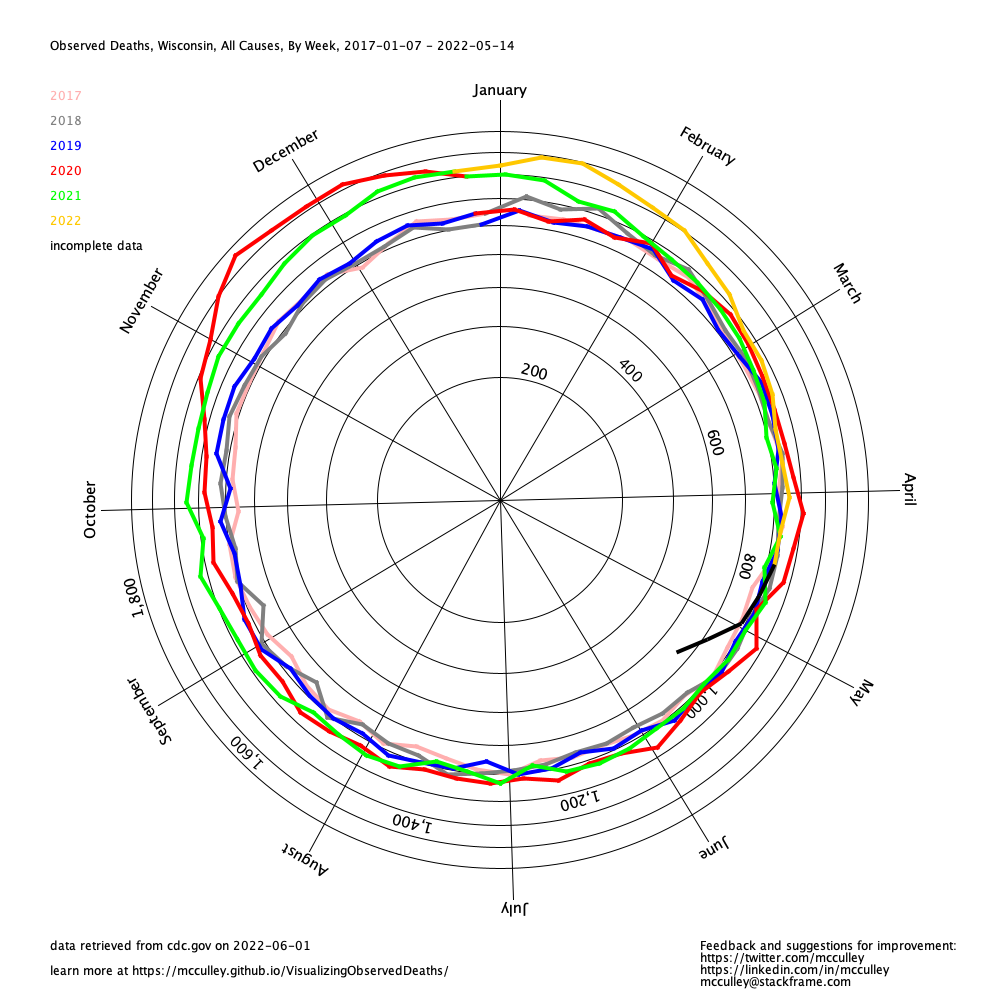 Observed Deaths, Wisconsin, All Causes, By Week, 2017-01-07 - 2022-05-14
2017
2018
2019
2020
2021
2022
incomplete data
January
February
March
April
May
June
July
August
September
October
November
December
200
400
600
800
1,000
1,200
1,400
1,600
1,800
data retrieved from cdc.gov on 2022-06-01
learn more at https://mcculley.github.io/VisualizingObservedDeaths/
Feedback and suggestions for improvement:
https://twitter.com/mcculley
https://linkedin.com/in/mcculley
mcculley@stackframe.com